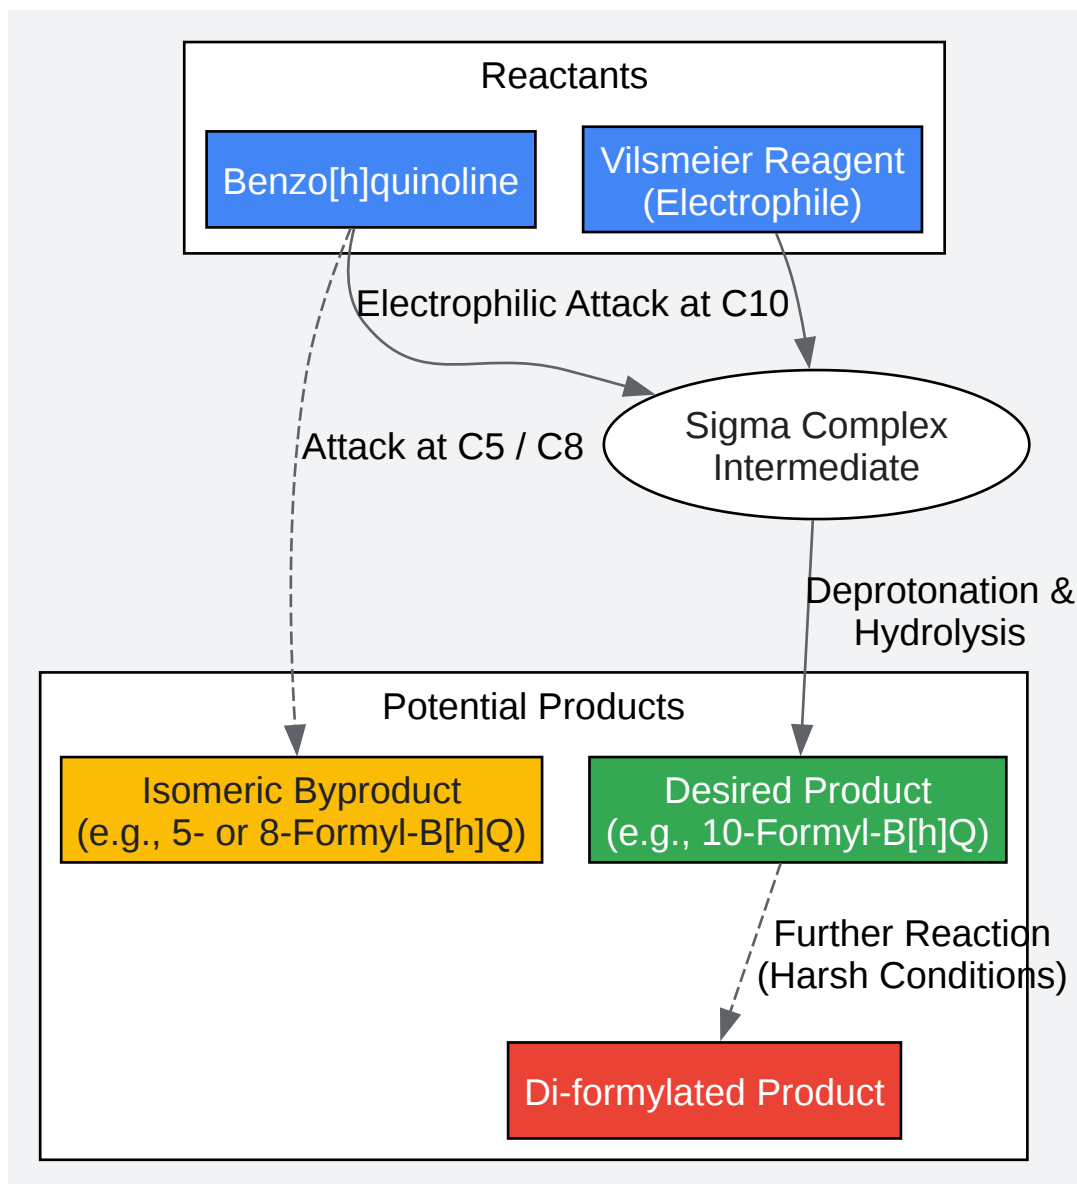 Reactants
Benzo[h]quinoline
Vilsmeier Reagent
(Electrophile)
Electrophilic Attack at C10
Attack at C5 / C8
Sigma Complex
Intermediate
Deprotonation &
Hydrolysis
Potential Products
Isomeric Byproduct
(e.g., 5- or 8-Formyl-B[h]Q)
Desired Product
(e.g., 10-Formyl-B[h]Q)
Further Reaction
(Harsh Conditions)
Di-formylated Product